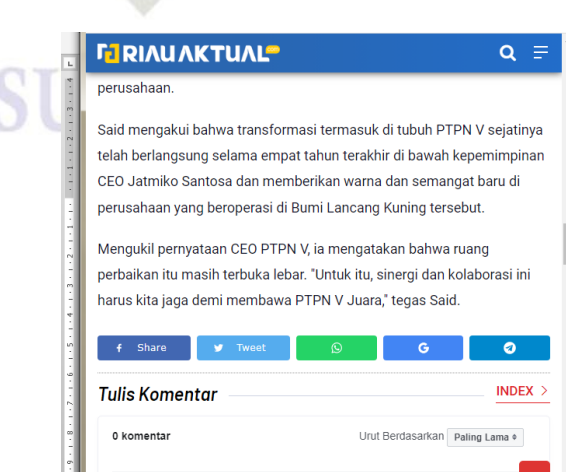 RIAU AKTUAL
perusahaan.
Said mengakui bahwa transformasi termasuk di tubuh PTPN V sejatinya
telah berlangsung selama empat tahun terakhir di bawah kepemimpinan
CEO Jatmiko Santosa dan memberikan warna dan semangat baru di
perusahaan yang beroperasi di Bumi Lancang Kuning tersebut.
Mengukil pernyataan CEO PTPN V, ia mengatakan bahwa ruang
perbaikan itu masih terbuka lebar. "Untuk itu, sinergi dan kolaborasi ini
harus kita jaga demi membawa PTPN V Juara," tegas Said.
Share Tweet
Tulis Komentar INDEX >
0 komentar Urut Berdasarkan Paling Lama